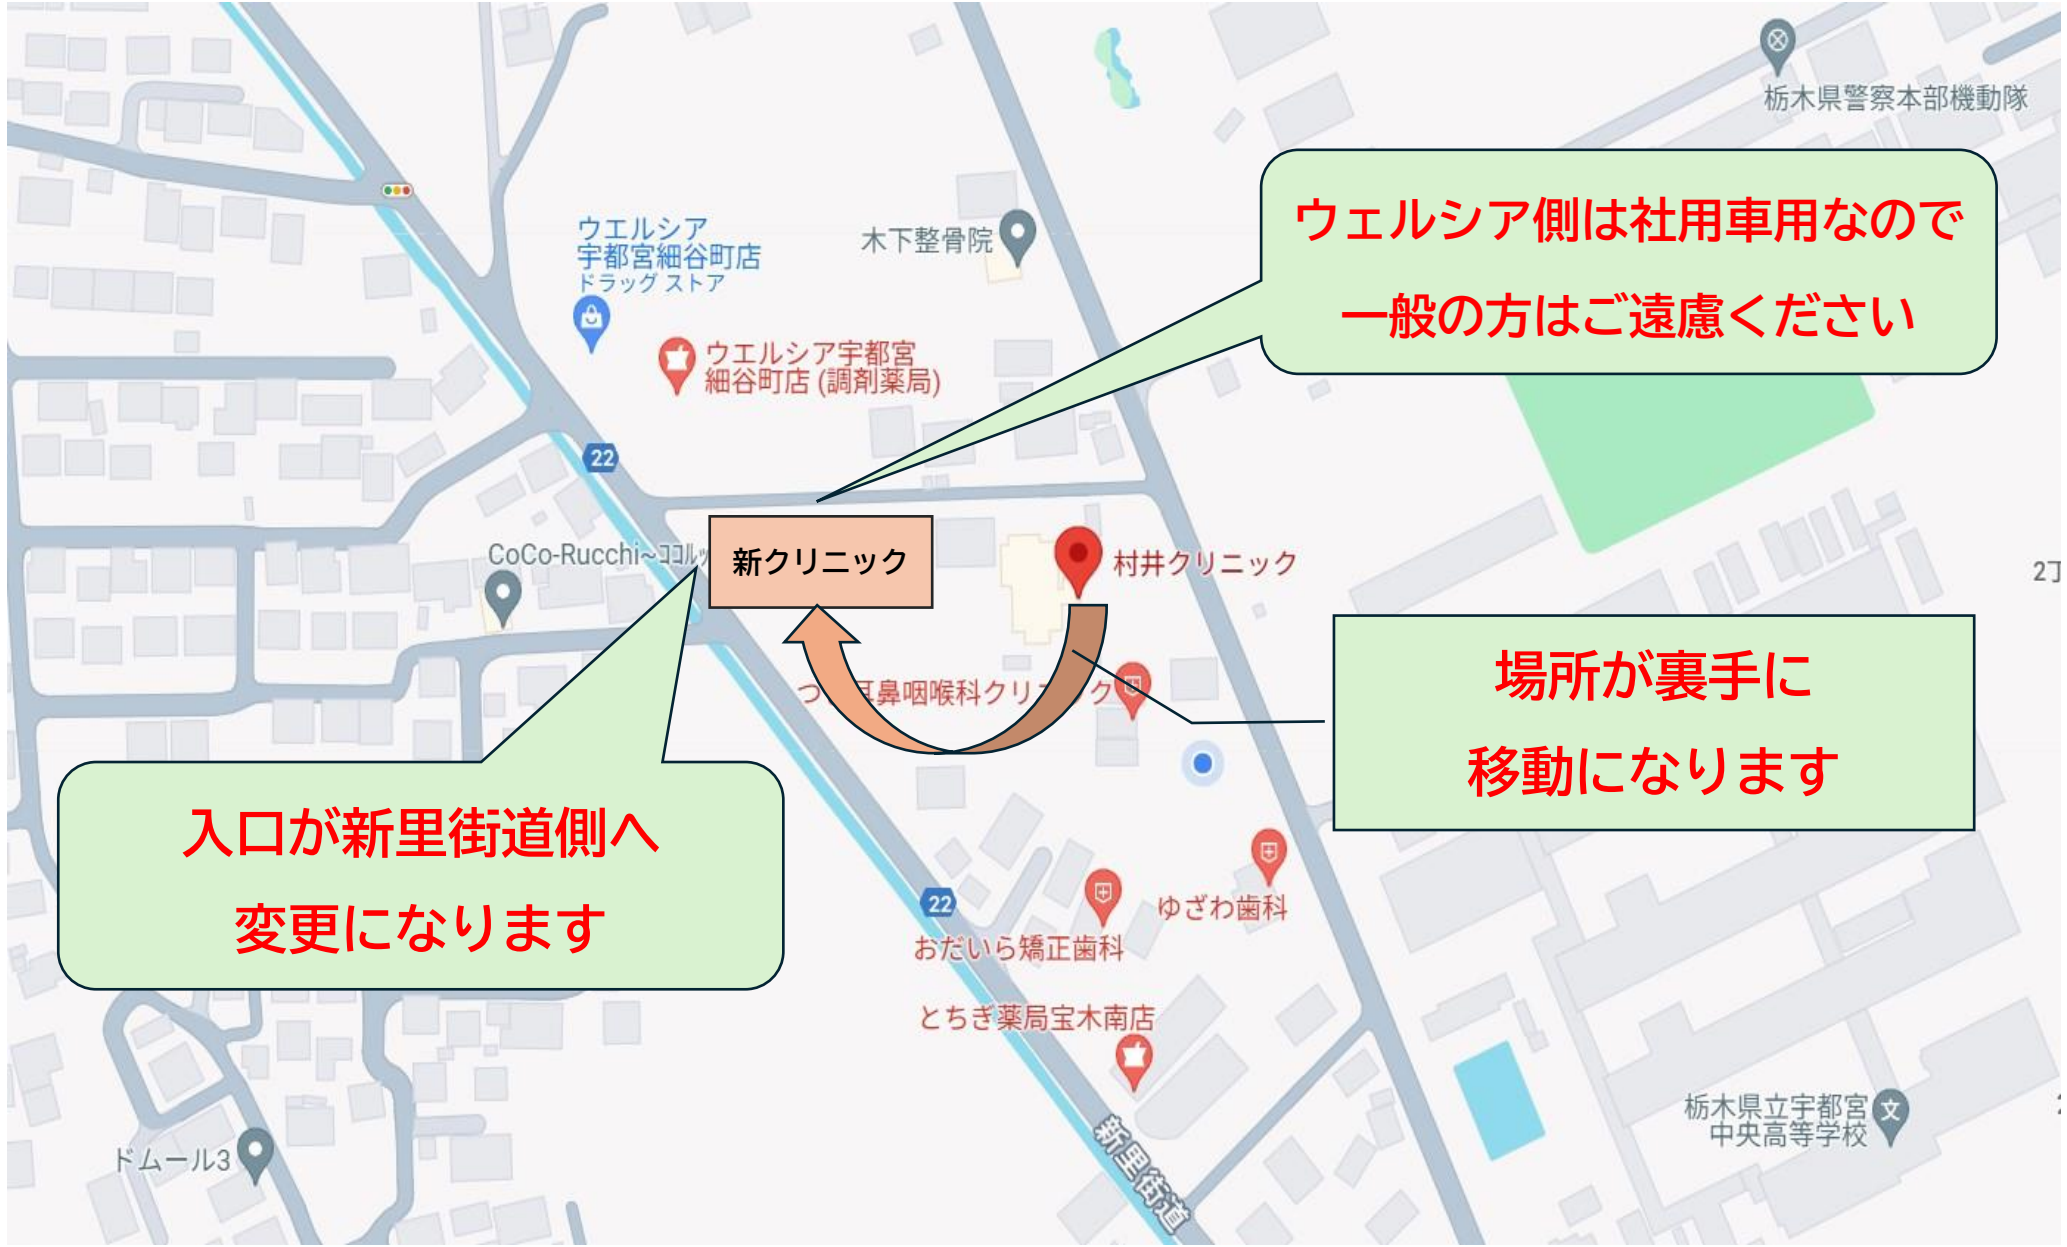 栃木県警察本部機動隊
ウェルシア側は社用車用なので
一般の方はご遠慮ください
ウエルシア
宇都宮細谷町店
ドラッグ ストア
木下整骨院
ウエルシア宇都宮
細谷町店 (調剤薬局)
22
CoCo-Rucchi~ココルッ
新クリニック
村井クリニック
2丁
場所が裏手に
移動になります
耳鼻咽喉科クリ
ク
入口が新里街道側へ
変更になります
22
ゆざわ歯科
おだいら矯正歯科
とちぎ薬局宝木南店
新里街道
栃木県立宇都宮
中央高等学校
文
ドムール3